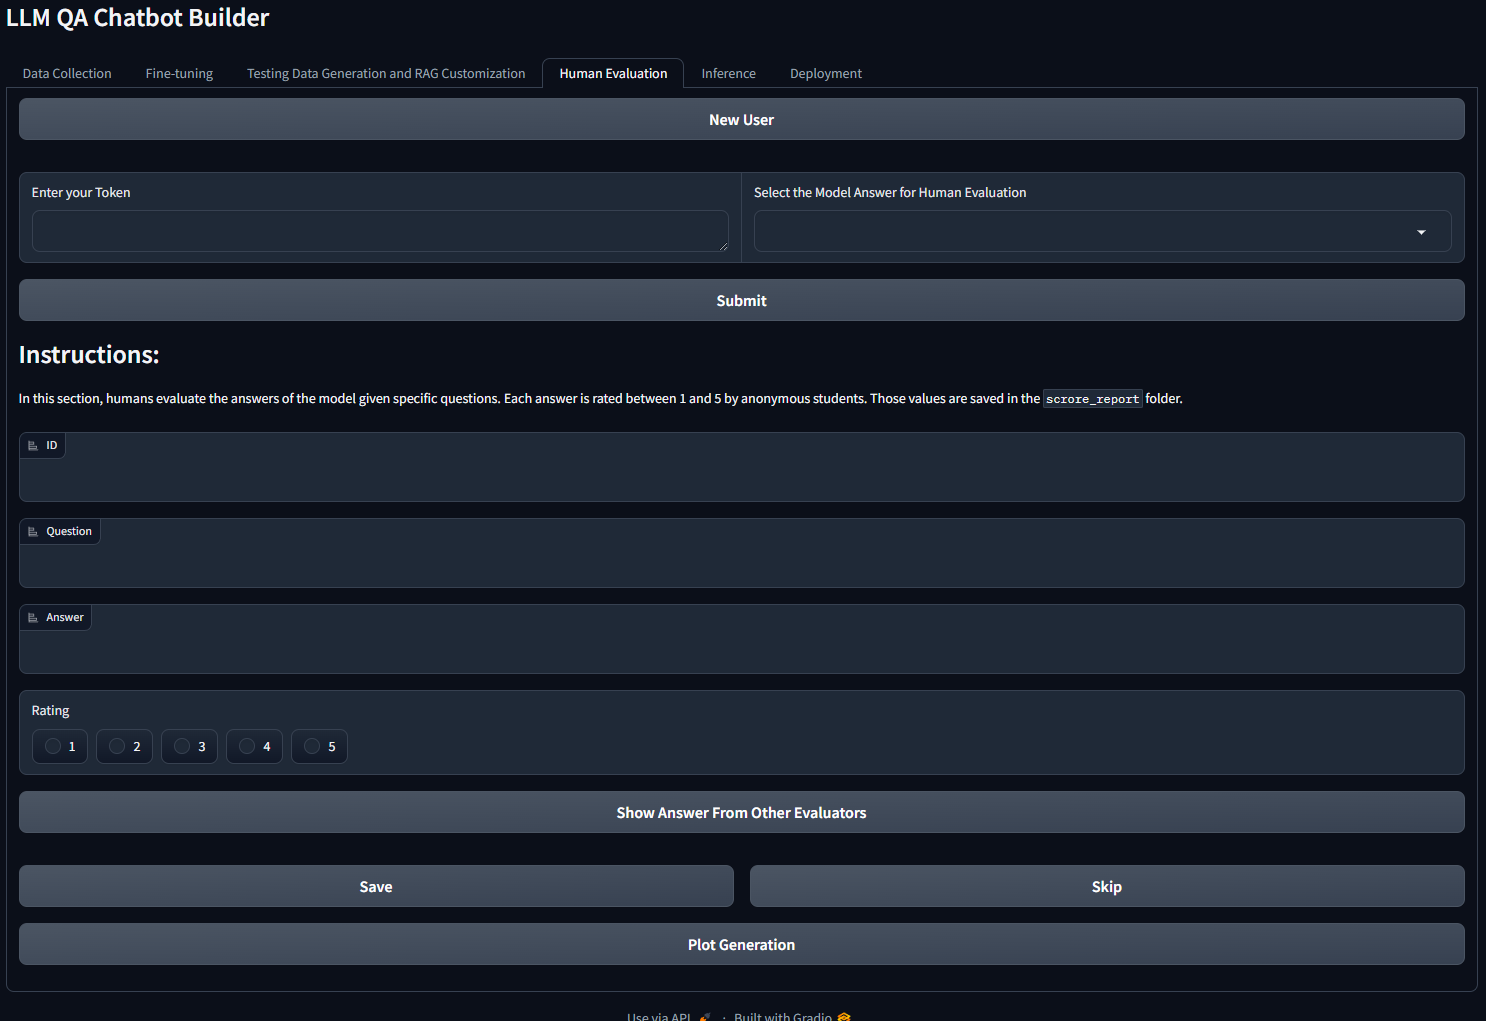 LLM QA Chatbot Builder
Data Collection Fine-tuning Testing Data Generation and RAG Customization Human Evaluation Inference Deployment
New User
Enter your Token Select the Model Answer for Human Evaluation
Submit
Instructions:
In this section, humans evaluate the answers of the model given specific questions. Each answer is rated between 1 and 5 by anonymous students. Those values are saved in the scrore_report folder.
ID
Question
Answer
Rating
1 2 3 4 5
Show Answer From Other Evaluators
Save Skip
Plot Generation
Use via API · Built with Gradio